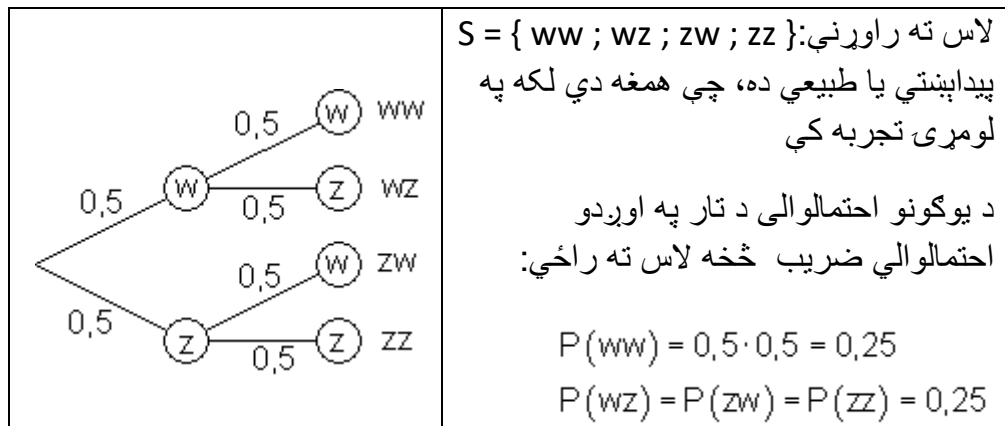 0,5
w
ww
0,5
w
0,5
z
wz
0,5
z
0,5
w
zw
0,5
z
zz
لاس ته راوړنې: S = { ww ; wz ; zw ; zz }
پیدایښتي یا طبیعي ده، چې همغه دي لکه په
لومړۍ تجربه کې
د یوګونو احتمالوالی د تار په اوږدو
احتمالوالي ضریب څخه لاس ته راځي:
P(ww) = 0,5·0,5 = 0,25
P(wz) = P(zw) = P(zz) = 0,25